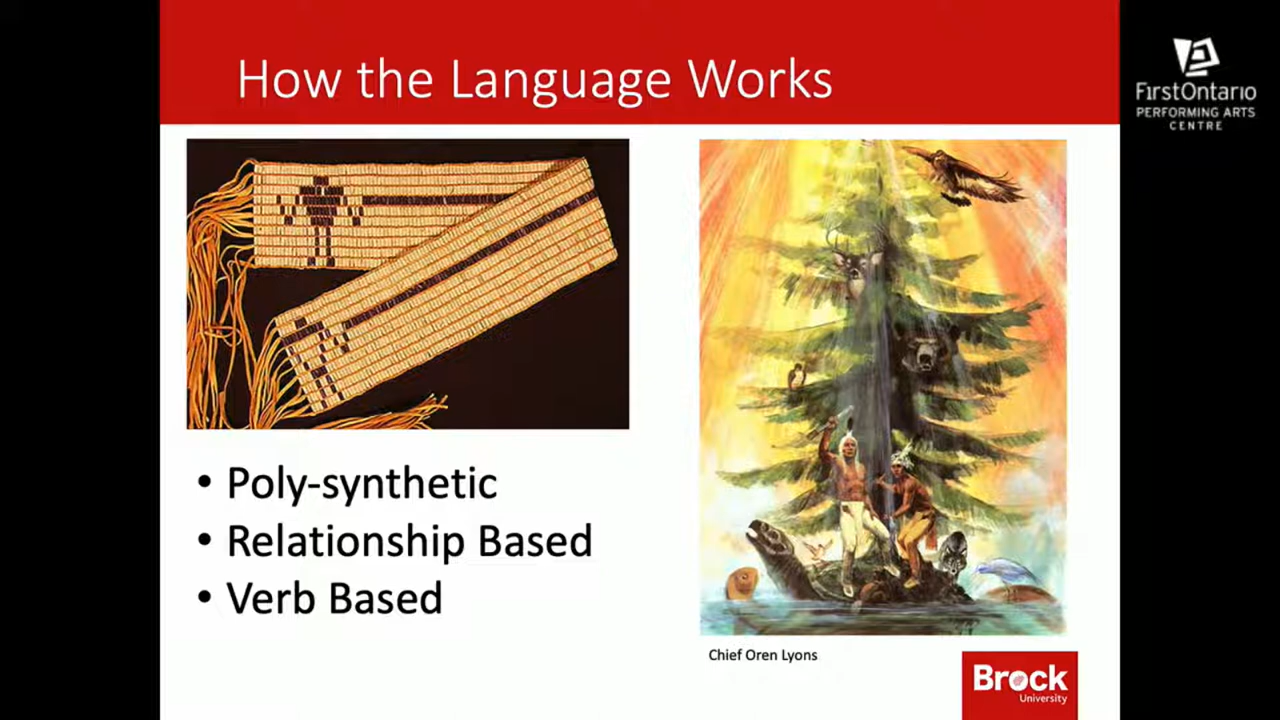 How the Language Works
FIRSTONTARIO
PERFORMING ARTS
CENTRE
• Poly-synthetic
• Relationship Based
• Verb Based
Chief Oren Lyons
Brock
University